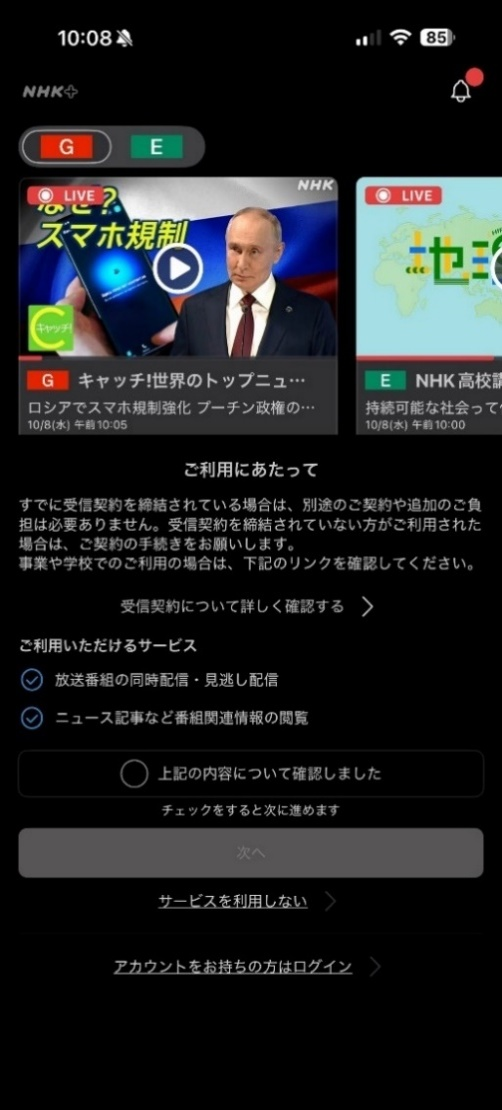 10:08
85
NHK+
G E
LIVE
NHK
なぜ?
スマホ規制
キャッチ!
G キャッチ!世界のトップニュ…
ロシアでスマホ規制強化 プーチン政権の…
10/8(水) 午前10:05
LIVE
地球
E NHK高校講
持続可能な社会って
10/8(水) 午前10:00
ご利用にあたって
すでに受信契約を締結されている場合は、別途のご契約や追加のご負
担は必要ありません。受信契約を締結されていない方がご利用された
場合は、ご契約の手続きをお願いします。
事業や学校でのご利用の場合は、下記のリンクを確認してください。
受信契約について詳しく確認する
ご利用いただけるサービス
放送番組の同時配信・見逃し配信
ニュース記事など番組関連情報の閲覧
上記の内容について確認しました
チェックをすると次に進めます
次へ
サービスを利用しない
アカウントをお持ちの方はログイン